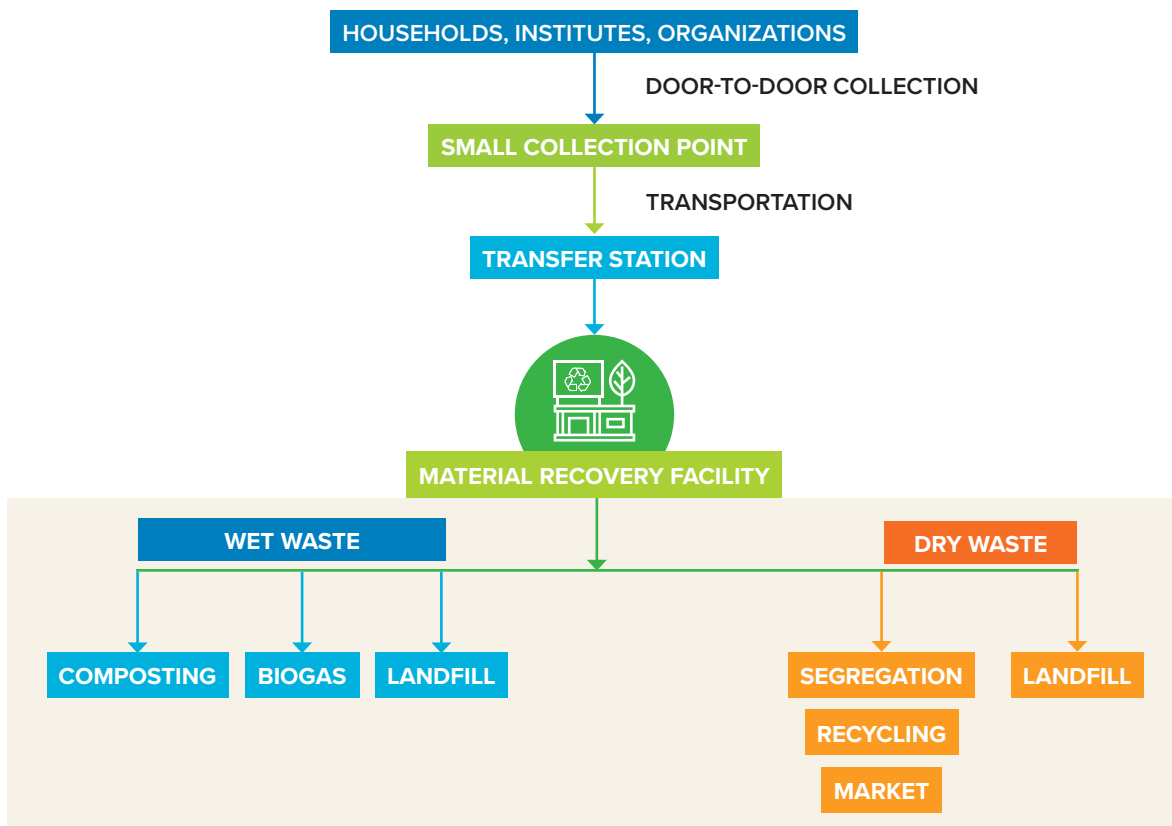 HOUSEHOLDS, INSTITUTES, ORGANIZATIONS
DOOR-TO-DOOR COLLECTION
SMALL COLLECTION POINT
TRANSPORTATION
TRANSFER STATION
MATERIAL RECOVERY FACILITY
WET WASTE
DRY WASTE
COMPOSTING
BIOGAS
LANDFILL
SEGREGATION
LANDFILL
RECYCLING
MARKET